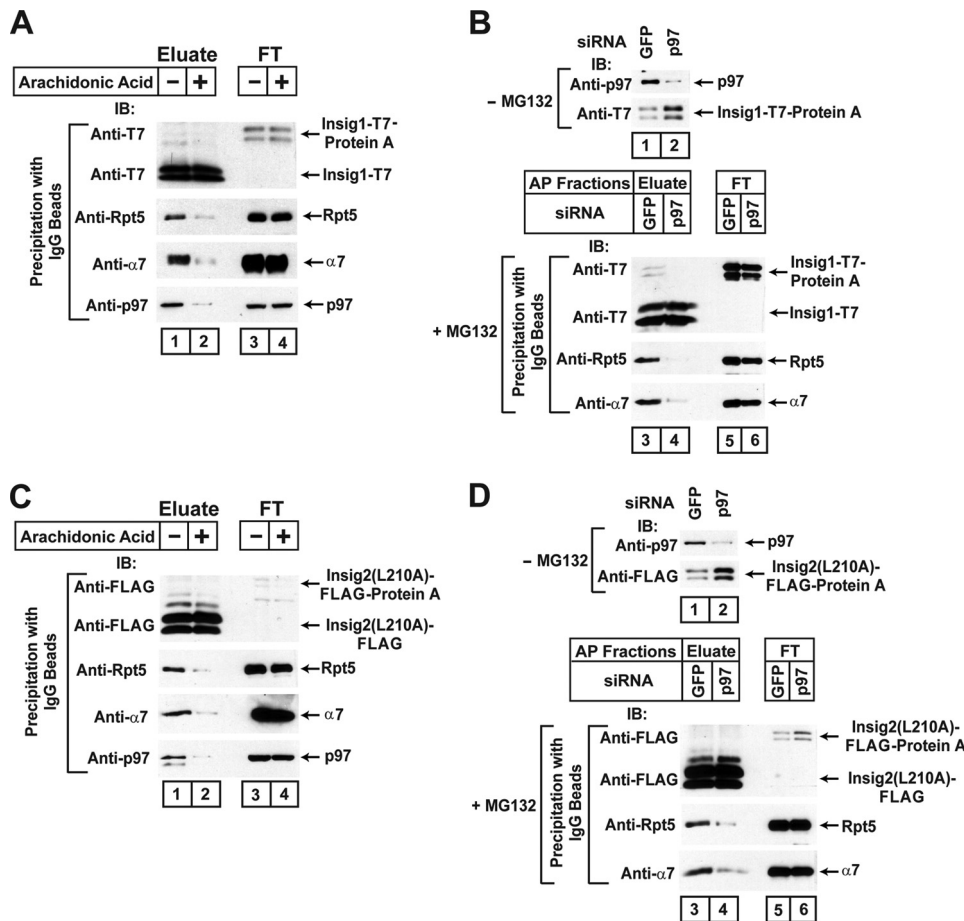 A
Eluate FT
Arachidonic Acid − + − +
IB:
Precipitation with IgG Beads
Anti-T7 Insig1-T7-
Protein A
Anti-T7 Insig1-T7
Anti-Rpt5 Rpt5
Anti-α7 α7
Anti-p97 p97
1 2 3 4
B
siRNA GFP p97
IB:
− MG132
Anti-p97 p97
Anti-T7 Insig1-T7-Protein A
1 2
AP Fractions Eluate FT
siRNA GFP p97 GFP p97
IB:
+ MG132
Precipitation with IgG Beads
Anti-T7 Insig1-T7-
Protein A
Anti-T7 Insig1-T7
Anti-Rpt5 Rpt5
Anti-α7 α7
3 4 5 6
C
Eluate FT
Arachidonic Acid − + − +
IB:
Precipitation with IgG Beads
Anti-FLAG Insig2(L210A)-
FLAG-Protein A
Anti-FLAG Insig2(L210A)-
FLAG
Anti-Rpt5 Rpt5
Anti-α7 α7
Anti-p97 p97
1 2 3 4
D
siRNA GFP p97
IB:
− MG132
Anti-p97 p97
Anti-FLAG Insig2(L210A)-
FLAG-Protein A
1 2
AP Fractions Eluate FT
siRNA GFP p97 GFP p97
IB:
+ MG132
Precipitation with IgG Beads
Anti-FLAG Insig2(L210A)-
FLAG-Protein A
Anti-FLAG Insig2(L210A)-
FLAG
Anti-Rpt5 Rpt5
Anti-α7 α7
3 4 5 6